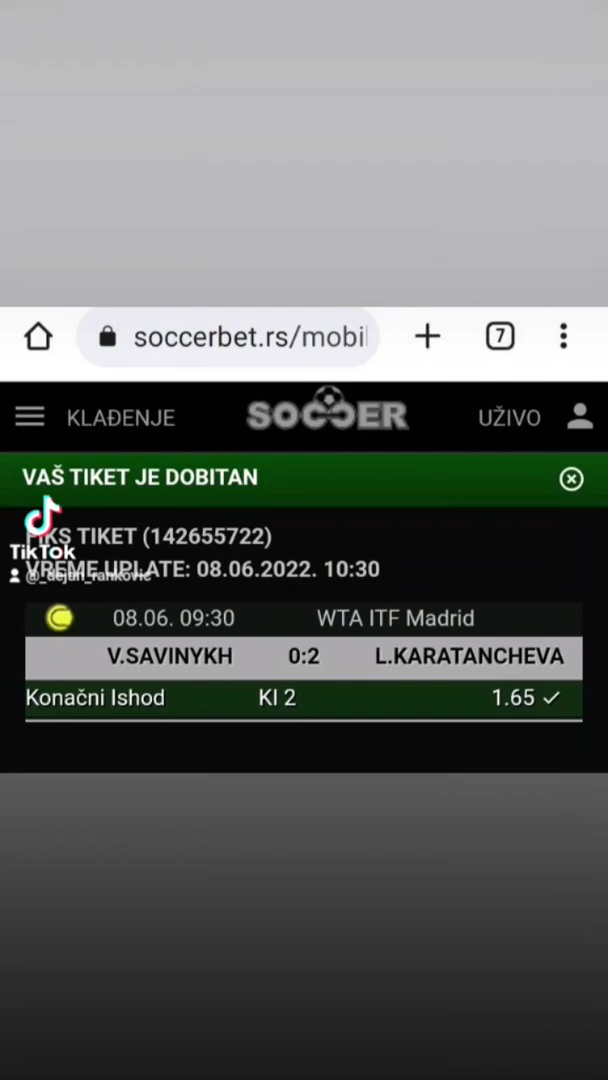 soccerbet.rs/mobil
7
KLAĐENJE
SOCCER
UŽIVO
VAŠ TIKET JE DOBITAN
FIKS TIKET (142655722)
TikTok
VREME UPLATE: 08.06.2022. 10:30
@_dejan_rankovic
08.06. 09:30 WTA ITF Madrid
V.SAVINYKH 0:2 L.KARATANCHEVA
Konačni Ishod KI 2 1.65